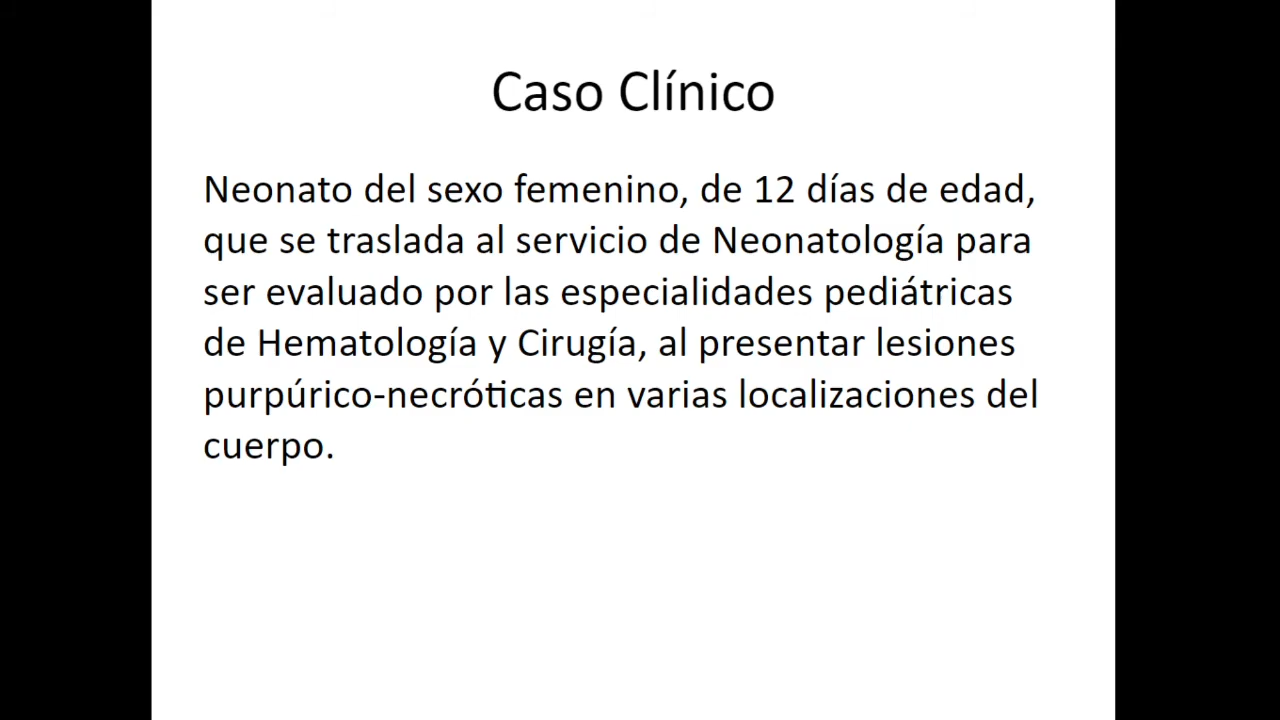 Caso Clínico
Neonato del sexo femenino, de 12 días de edad,
que se traslada al servicio de Neonatología para
ser evaluado por las especialidades pediátricas
de Hematología y Cirugía, al presentar lesiones
purpúrico-necróticas en varias localizaciones del
cuerpo.